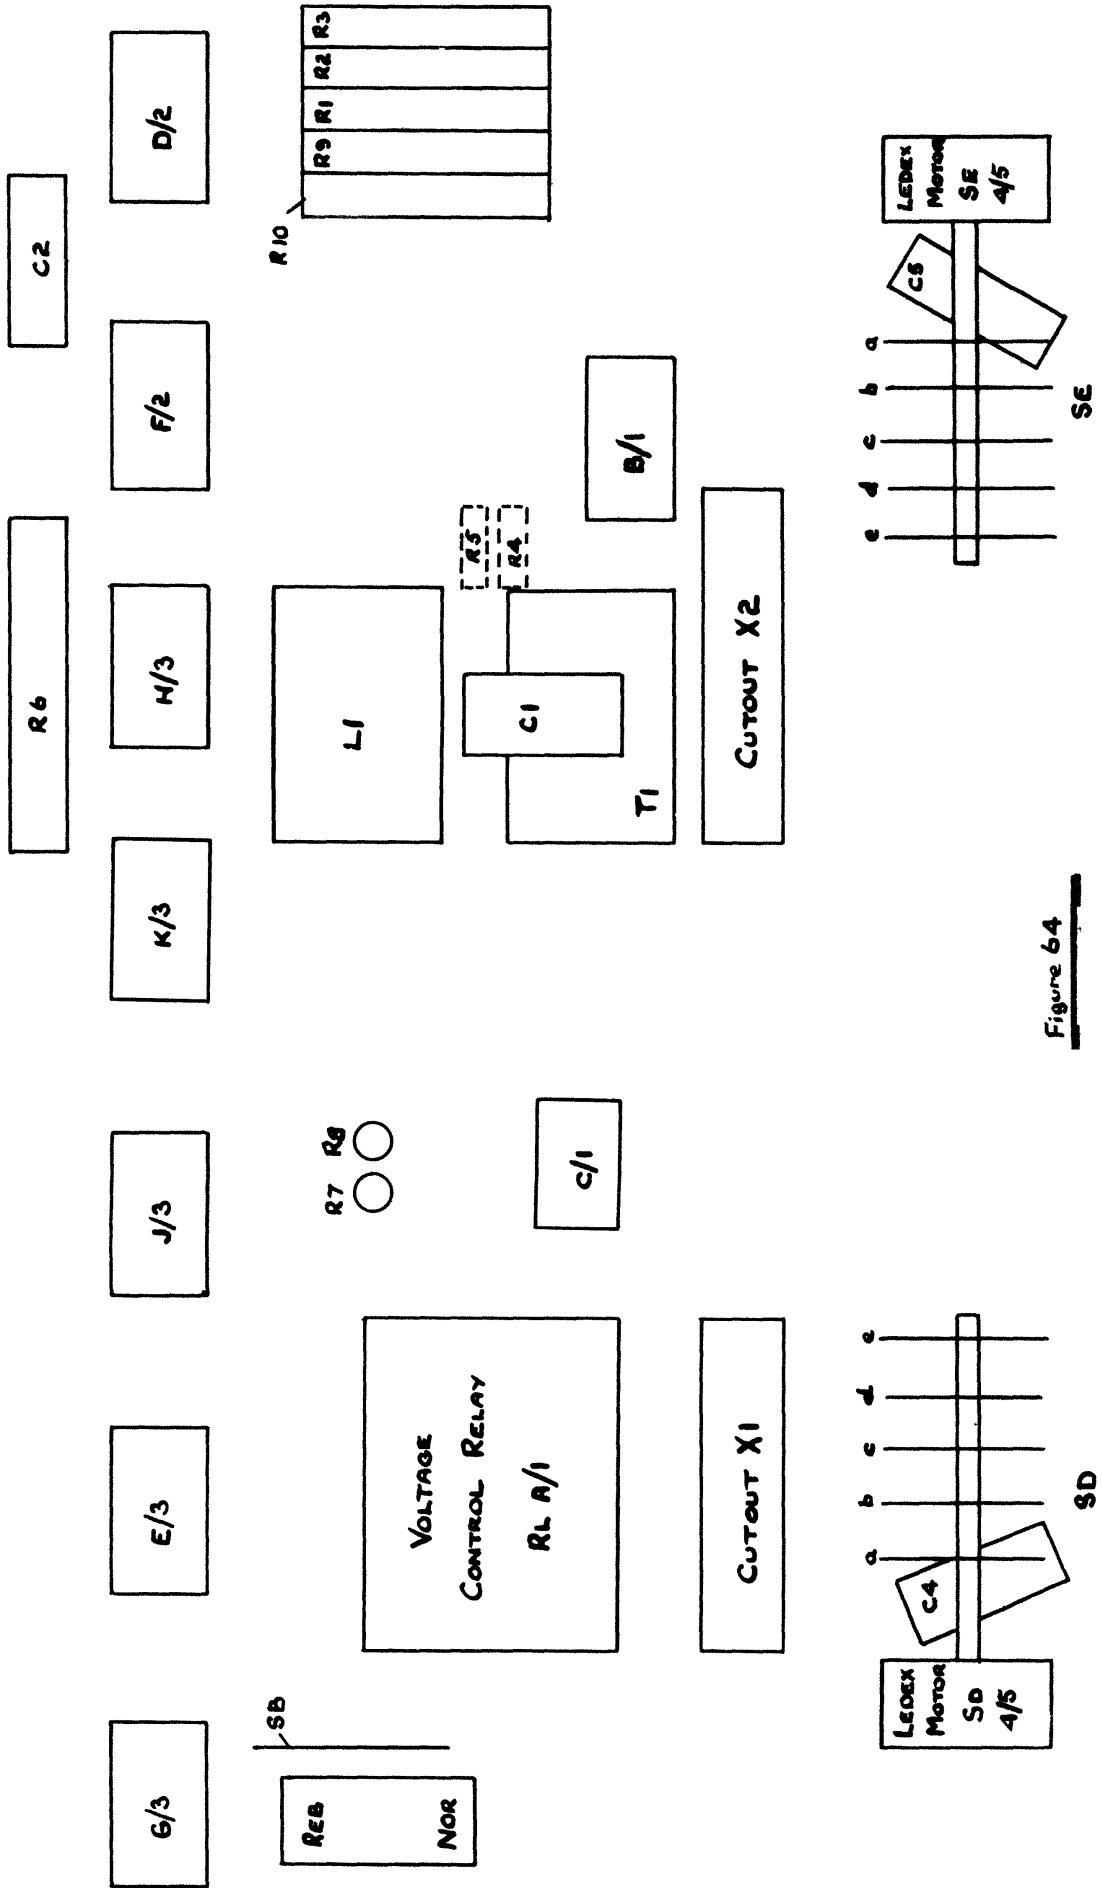 C2
R6
G/3
E/3
J/3
K/3
H/3
F/2
D/2
REB
NOR
SB
VOLTAGE
CONTROL RELAY
RL A/1
R7
R8
C/1
L1
C1
T1
R5
R4
B/1
R10
R9
R1
R2
R3
CUTOUT X1
CUTOUT X2
LEDEX
MOTOR
SD
4/5
C4
a
b
c
d
e
SD
e
d
c
b
a
C5
LEDEX
MOTOR
SE
4/5
SE
Figure 64